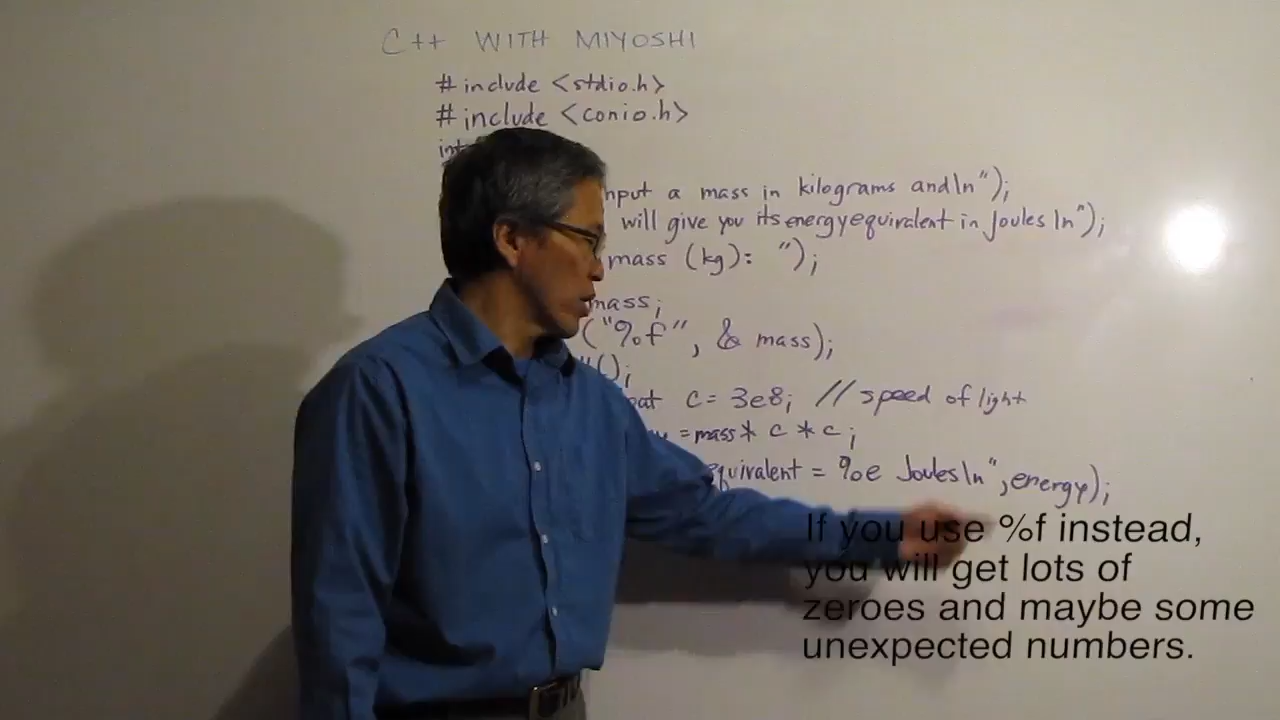 C++ WITH MIYOSHI
#include <stdio.h>
#include <conio.h>
int
nput a mass in kilograms and\n");
will give you its energy equivalent in Joules \n");
mass (kg): ");
mass;
("%f", & mass);
();
oat c = 3e8; // speed of light
= mass * c * c;
equivalent = %e Joules\n", energy);
If you use %f instead,
you will get lots of
zeroes and maybe some
unexpected numbers.